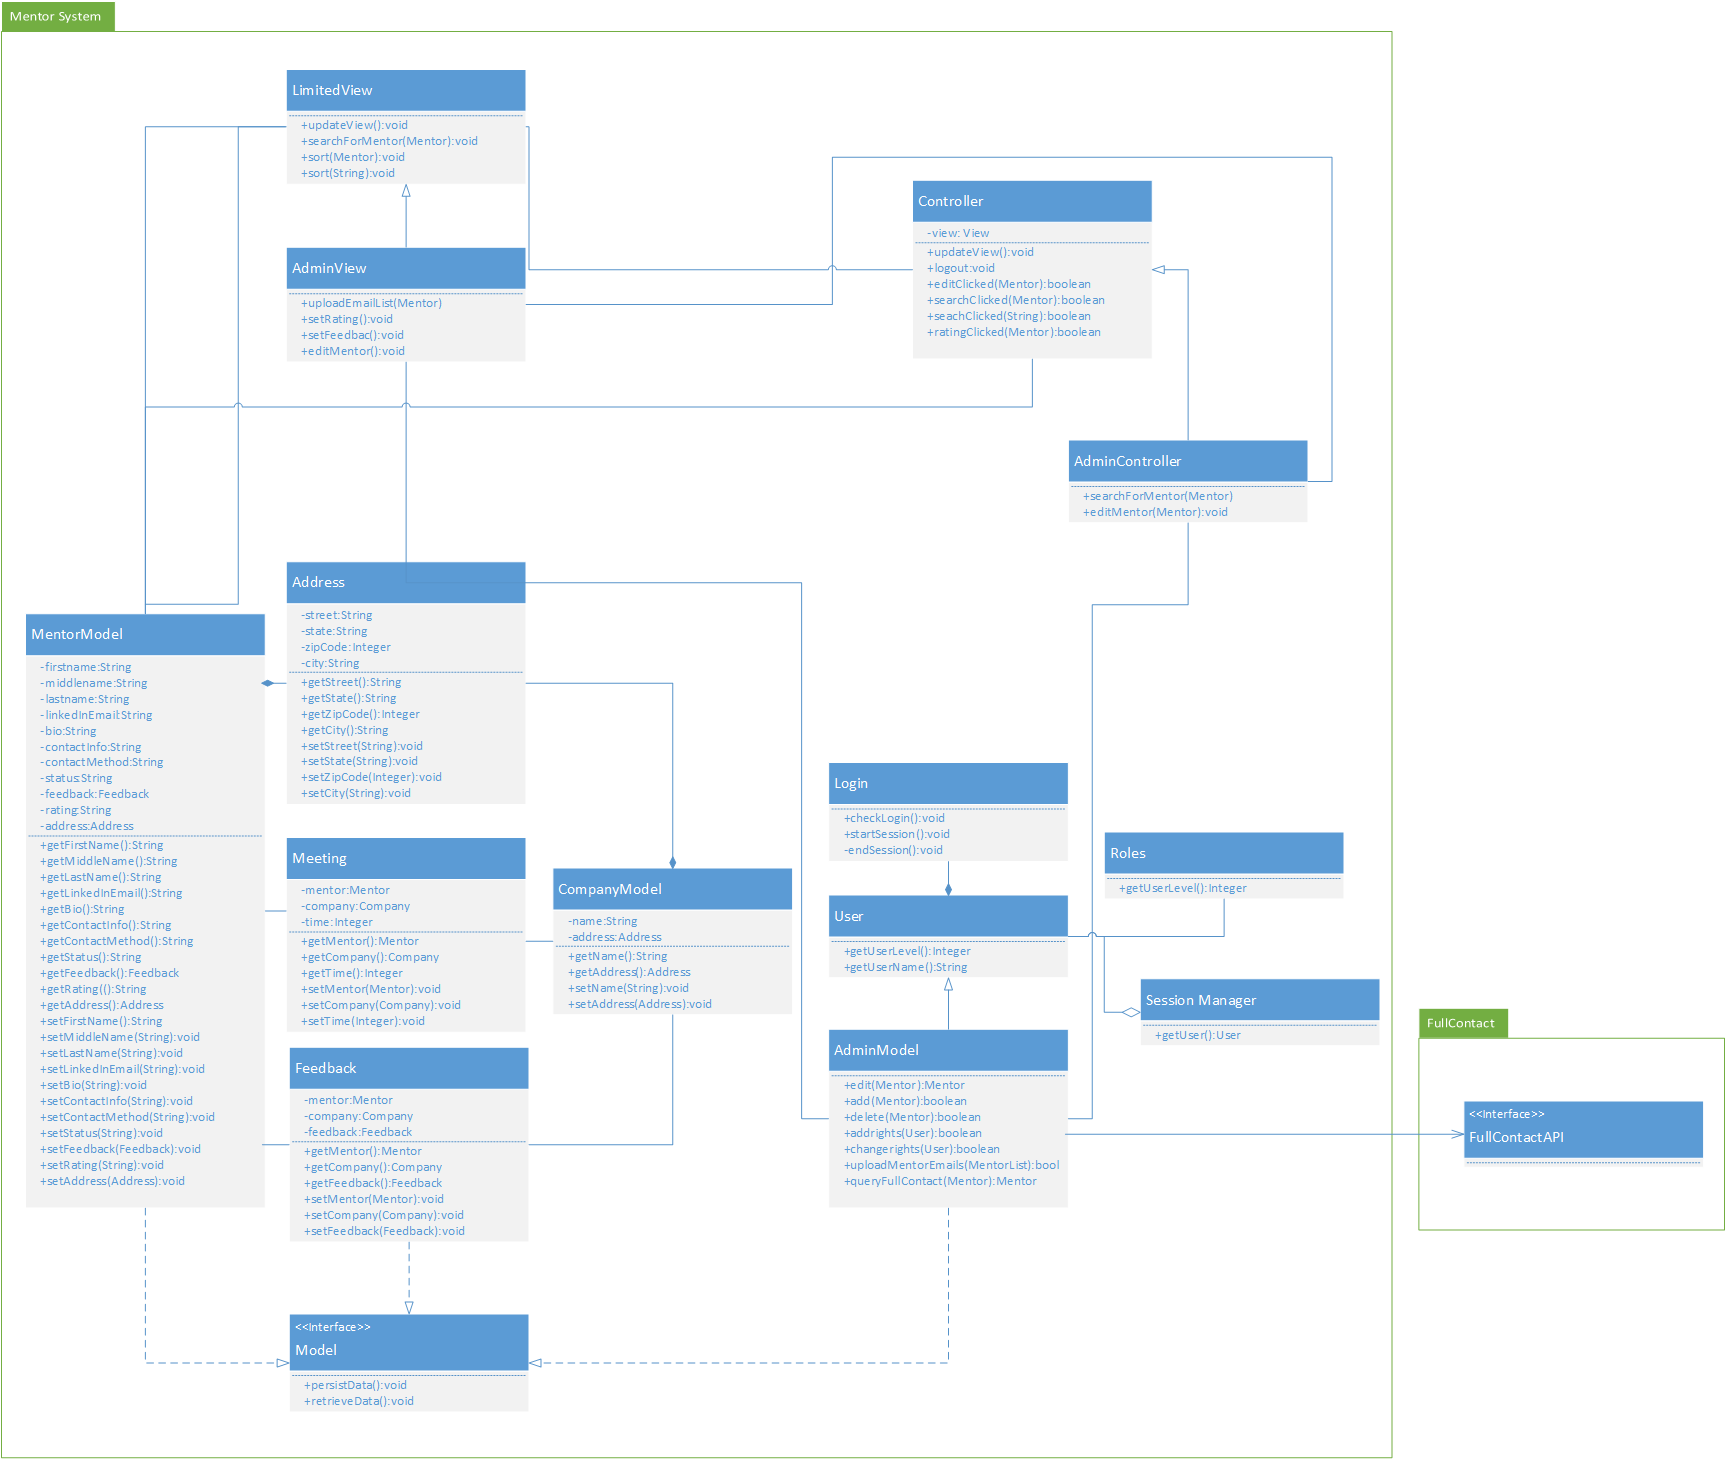 Mentor System
LimitedView
+updateView():void
+searchForMentor(Mentor):void
+sort(Mentor):void
+sort(String):void
Controller
-view: View
+updateView():void
+logout:void
+editClicked(Mentor):boolean
+searchClicked(Mentor):boolean
+seachClicked(String):boolean
+ratingClicked(Mentor):boolean
AdminView
+uploadEmailList(Mentor)
+setRating():void
+setFeedbac():void
+editMentor():void
AdminController
+searchForMentor(Mentor)
+editMentor(Mentor):void
Address
-street:String
-state:String
-zipCode:Integer
-city:String
+getStreet():String
+getState():String
+getZipCode():Integer
+getCity():String
+setStreet(String):void
+setState(String):void
+setZipCode(Integer):void
+setCity(String):void
MentorModel
-firstname:String
-middlename:String
-lastname:String
-linkedInEmail:String
-bio:String
-contactInfo:String
-contactMethod:String
-status:String
-feedback:Feedback
-rating:String
-address:Address
+getFirstName():String
+getMiddleName():String
+getLastName():String
+getLinkedInEmail():String
+getBio():String
+getContactInfo():String
+getContactMethod():String
+getStatus():String
+getFeedback():Feedback
+getRating(():String
+getAddress():Address
+setFirstName():String
+setMiddleName(String):void
+setLastName(String):void
+setLinkedInEmail(String):void
+setBio(String):void
+setContactInfo(String):void
+setContactMethod(String):void
+setStatus(String):void
+setFeedback(Feedback):void
+setRating(String):void
+setAddress(Address):void
Meeting
-mentor:Mentor
-company:Company
-time:Integer
+getMentor():Mentor
+getCompany():Company
+getTime():Integer
+setMentor(Mentor):void
+setCompany(Company):void
+setTime(Integer):void
CompanyModel
-name:String
-address:Address
+getName():String
+getAddress():Address
+setName(String):void
+setAddress(Address):void
Login
+checkLogin():void
+startSession():void
-endSession():void
Roles
+getUserLevel():Integer
User
+getUserLevel():Integer
+getUserName():String
Session Manager
+getUser():User
Feedback
-mentor:Mentor
-company:Company
-feedback:Feedback
+getMentor():Mentor
+getCompany():Company
+getFeedback():Feedback
+setMentor(Mentor):void
+setCompany(Company):void
+setFeedback(Feedback):void
AdminModel
+edit(Mentor):Mentor
+add(Mentor):boolean
+delete(Mentor):boolean
+addrights(User):boolean
+changerights(User):boolean
+uploadMentorEmails(MentorList):bool
+queryFullContact(Mentor):Mentor
FullContact
<<Interface>>
FullContactAPI
<<Interface>>
Model
+persistData():void
+retrieveData():void